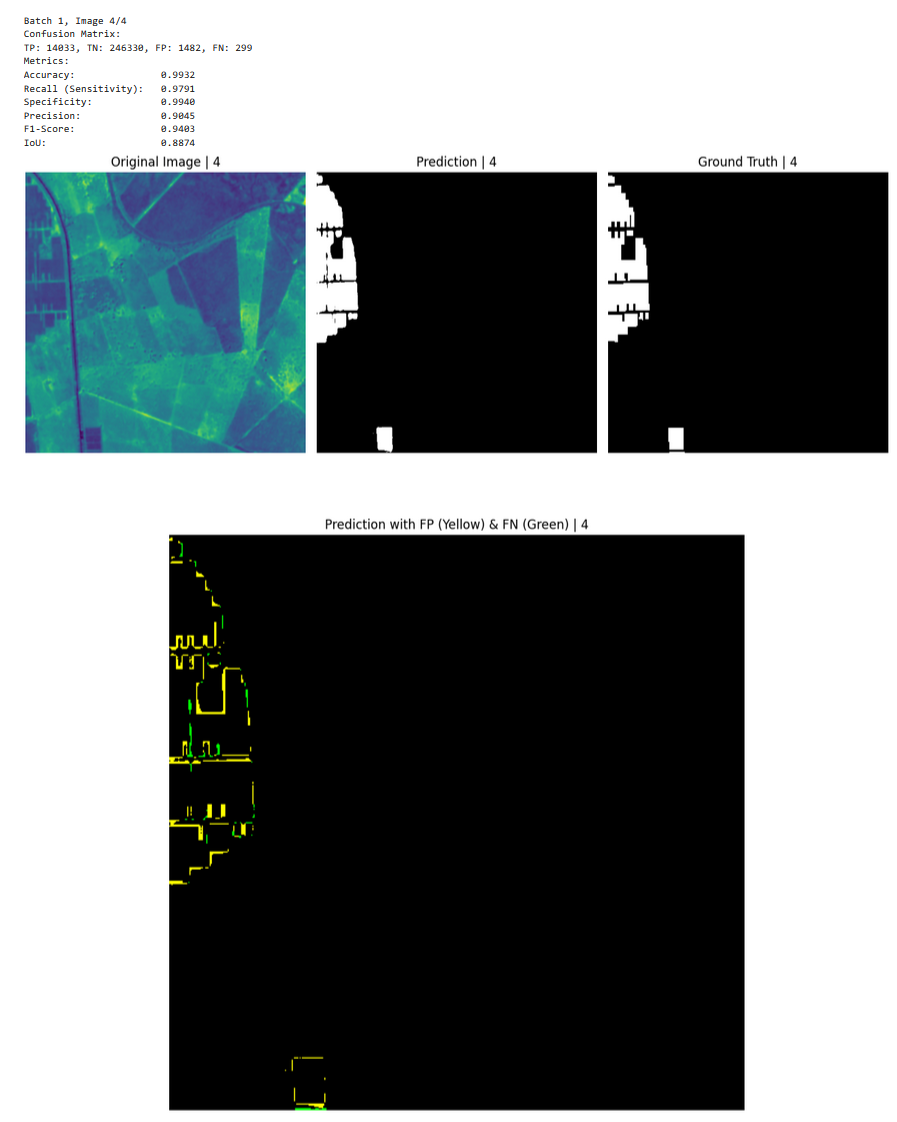 Batch 1, Image 4/4
Confusion Matrix:
TP: 14033, TN: 246330, FP: 1482, FN: 299
Metrics:
Accuracy: 0.9932
Recall (Sensitivity): 0.9791
Specificity: 0.9940
Precision: 0.9045
F1-Score: 0.9403
IoU: 0.8874
Original Image | 4
Prediction | 4
Ground Truth | 4
Prediction with FP (Yellow) & FN (Green) | 4